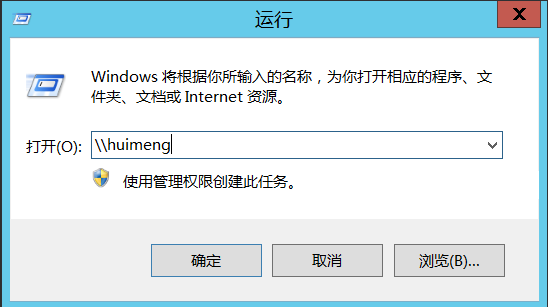 运行
X
Windows 将根据你所输入的名称，为你打开相应的程序、文
件夹、文档或 Internet 资源。
打开(O): \\huimeng
使用管理权限创建此任务。
确定 取消 浏览(B)...